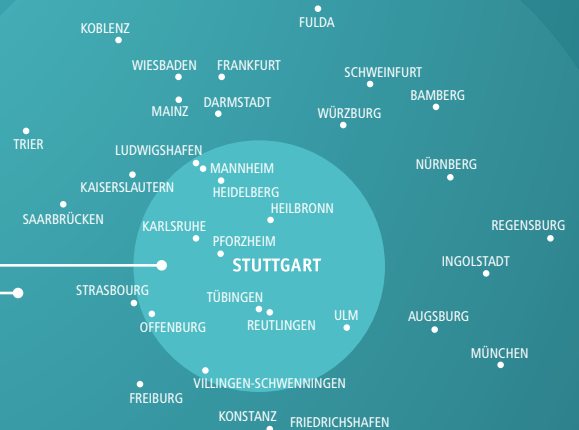 FULDA
KOBLENZ
WIESBADEN
FRANKFURT
SCHWEINFURT
BAMBERG
MAINZ
DARMSTADT
WÜRZBURG
TRIER
LUDWIGSHAFEN
MANNHEIM
NÜRNBERG
KAISERSLAUTERN
HEIDELBERG
HEILBRONN
SAARBRÜCKEN
KARLSRUHE
REGENSBURG
PFORZHEIM
STUTTGART
INGOLSTADT
STRASBOURG
TÜBINGEN
OFFENBURG
REUTLINGEN
ULM
AUGSBURG
MÜNCHEN
VILLINGEN-SCHWENNINGEN
FREIBURG
KONSTANZ
FRIEDRICHSHAFEN